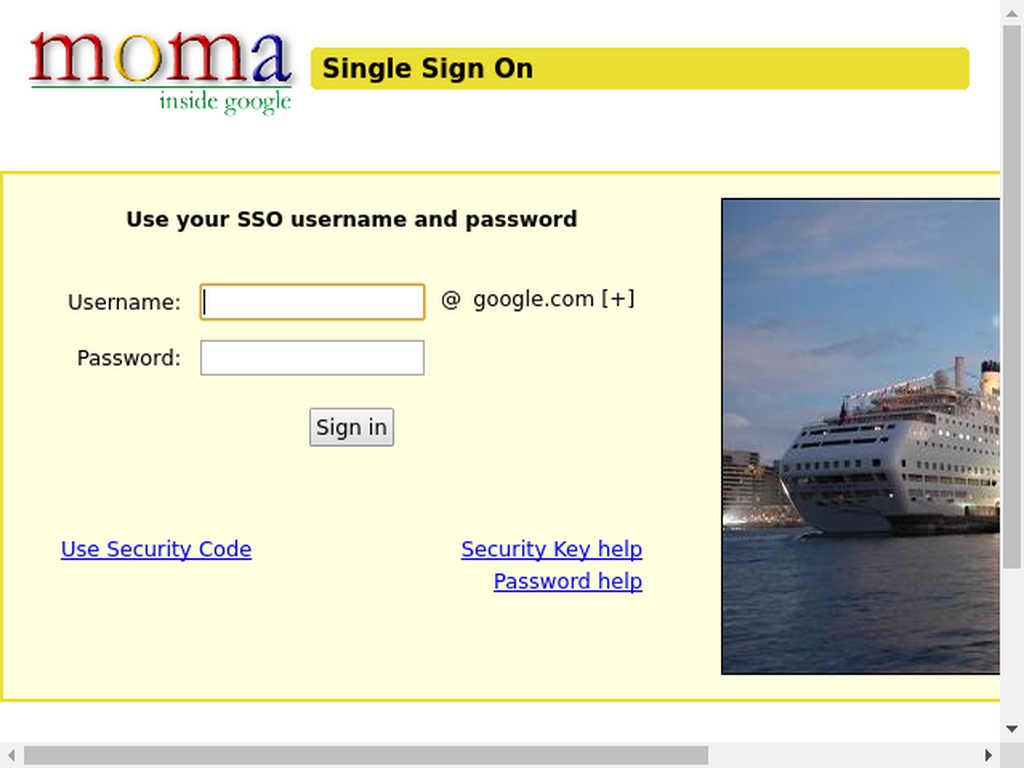 moma
inside google
Single Sign On
Use your SSO username and password
Username: @ google.com [+]
Password:
Sign in
Use Security Code
Security Key help
Password help